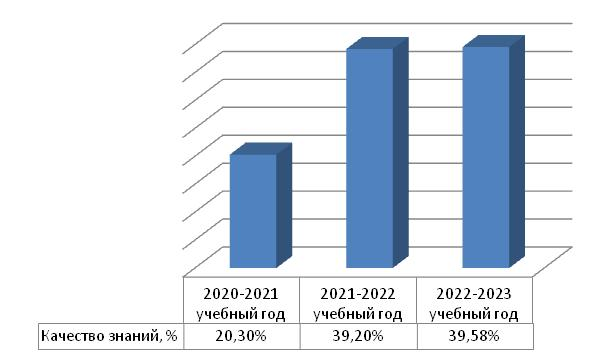 2020-2021 2021-2022 2022-2023
учебный год учебный год учебный год
Качество знаний, % 20,30% 39,20% 39,58%